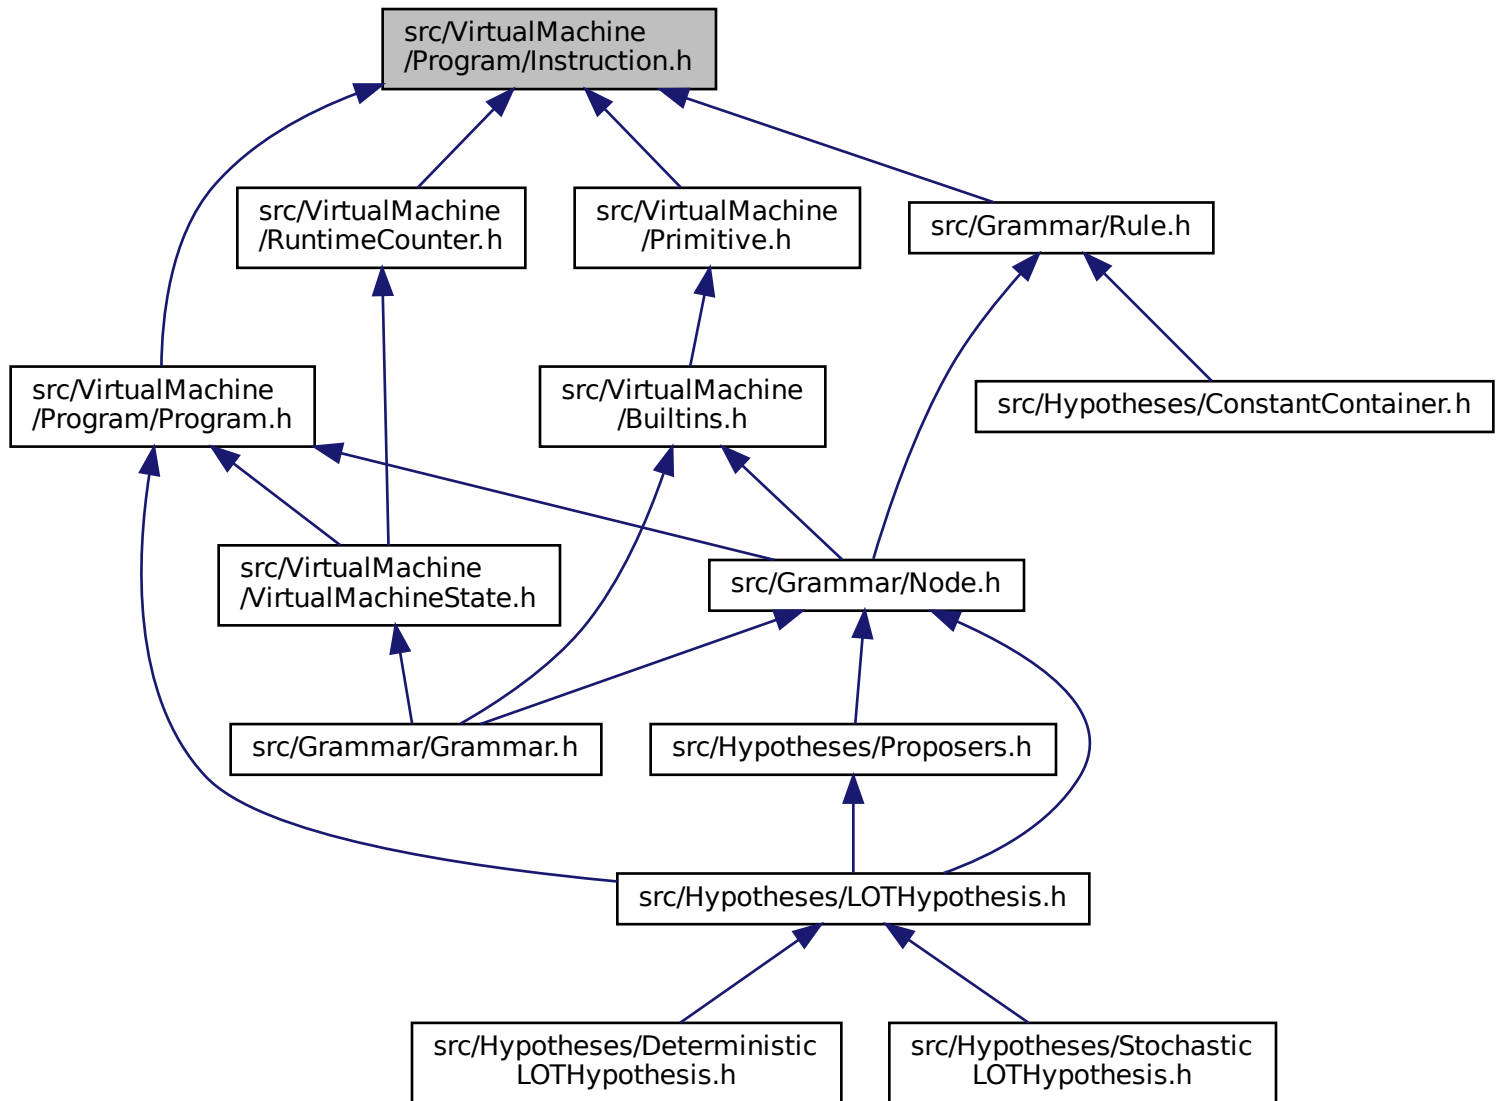 src/VirtualMachine
/Program/Instruction.h
src/VirtualMachine
/RuntimeCounter.h
src/VirtualMachine
/Primitive.h
src/Grammar/Rule.h
src/VirtualMachine
/Program/Program.h
src/VirtualMachine
/Builtins.h
src/Hypotheses/ConstantContainer.h
src/VirtualMachine
/VirtualMachineState.h
src/Grammar/Node.h
src/Grammar/Grammar.h
src/Hypotheses/Proposers.h
src/Hypotheses/LOTHypothesis.h
src/Hypotheses/Deterministic
LOTHypothesis.h
src/Hypotheses/Stochastic
LOTHypothesis.h